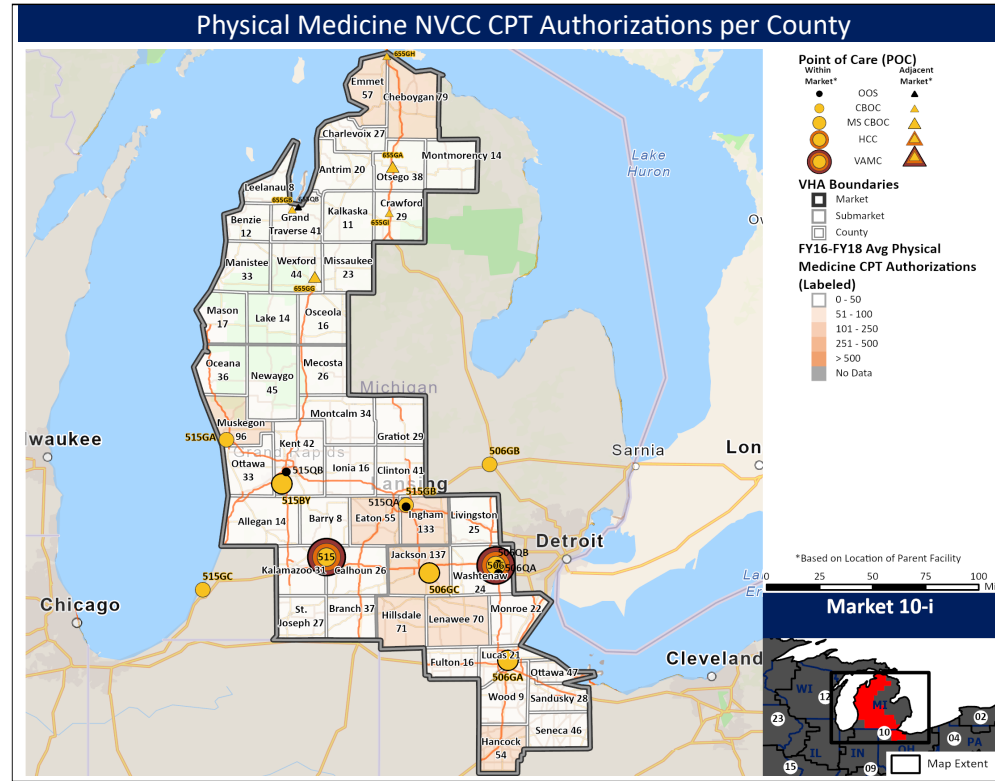 Physical Medicine NVCC CPT Authorizations per County
655GH
Emmet
57
Cheboygan 79
Charlevoix 27
655GA
Montmorency 14
Antrim 20
Otsego 38
Lake
Huron
Leelanau 8
655GB
Grand
Traverse 41
Kalkaska
11
Crawford
29
655GI
Benzie
12
Manistee
33
Wexford
44
Missaukee
23
655GG
Mason
17
Lake 14
Osceola
16
Oceana
36
Newaygo
45
Mecosta
26
Michigan
Montcalm 34
Muskegon
96
515GA
Kent 42
Gratiot 29
Grand Rapids
waukee
506GB
Sarnia
Lon
Ottawa
33
515QB
Ionia 16
Clinton 41
Lansing
515BY
515GB
515QA
Allegan 14
Barry 8
Eaton 55
Ingham
133
Livingston
25
Detroit
515
Jackson 137
506QB
506QA
Kalamazoo 31
Calhoun 26
Washtenaw
24
515GC
506GC
Chicago
St.
Joseph 27
Branch 37
Hillsdale
71
Lenawee 70
Monroe 22
Cleveland
Fulton 16
Lucas 21
506GA
Ottawa 47
Wood 9
Sandusky 28
Seneca 46
Hancock
54
Point of Care (POC)
Within
Market*
Adjacent
Market*
OOS
CBOC
MS CBOC
HCC
VAMC
VHA Boundaries
Market
Submarket
County
FY16-FY18 Avg Physical
Medicine CPT Authorizations
(Labeled)
0 - 50
51 - 100
101 - 250
251 - 500
> 500
No Data
*Based on Location of Parent Facility
0 25 50 75 100
Market 10-i
WI
12
MI
23
10
02
04
PA
IL
IN
OH
15
09
Map Extent